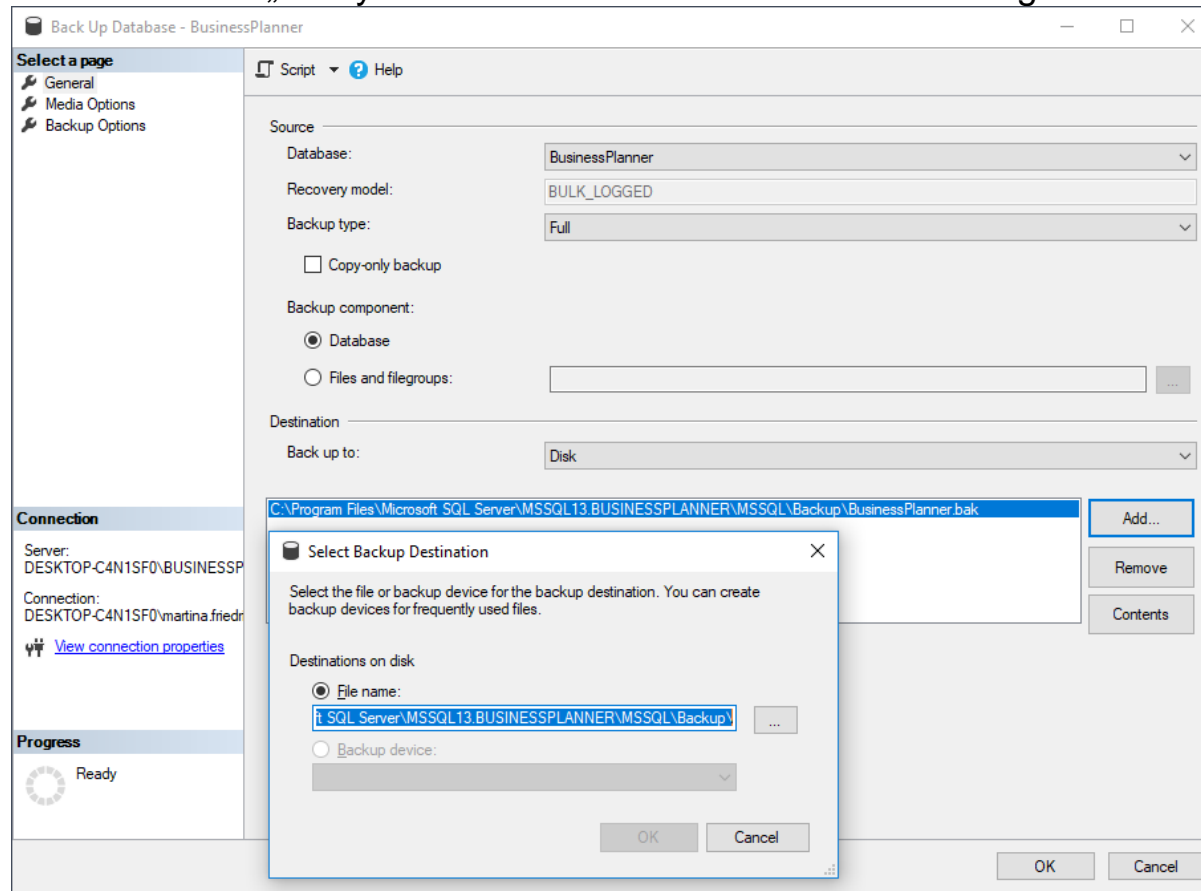 Back Up Database - BusinessPlanner
Select a page
General
Media Options
Backup Options
Script
Help
Source
Database:
BusinessPlanner
Recovery model:
BULK_LOGGED
Backup type:
Full
Copy-only backup
Backup component:
Database
Files and filegroups:
...
Destination
Back up to:
Disk
C:\Program Files\Microsoft SQL Server\MSSQL13.BUSINESSPLANNER\MSSQL\Backup\BusinessPlanner.bak
Add...
Remove
Contents
Connection
Server:
DESKTOP-C4N1SF0\BUSINESSP
Connection:
DESKTOP-C4N1SF0\martina.friedr
View connection properties
Progress
Ready
Select Backup Destination
Select the file or backup device for the backup destination. You can create
backup devices for frequently used files.
Destinations on disk
File name:
ft SQL Server\MSSQL13.BUSINESSPLANNER\MSSQL\Backup\
...
Backup device:
OK
Cancel
OK
Cancel